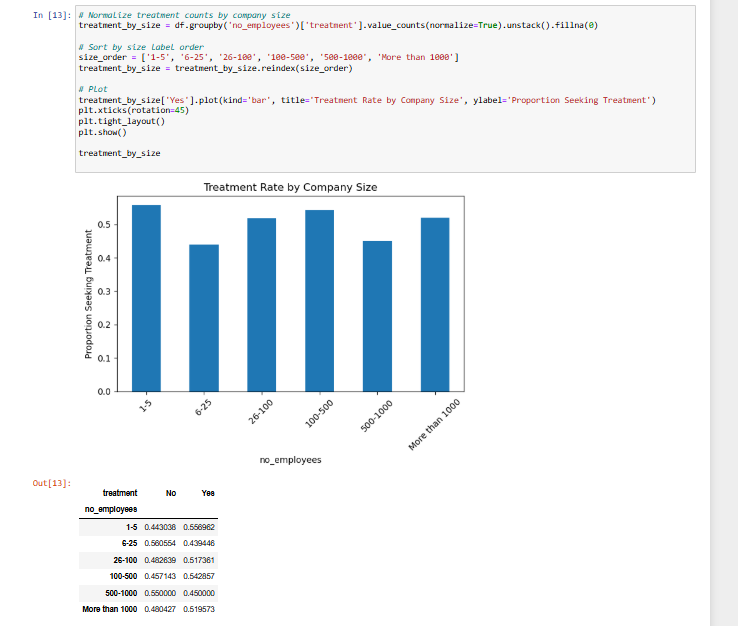 In [13]:
# Normalize treatment counts by company size
treatment_by_size = df.groupby('no_employees')['treatment'].value_counts(normalize=True).unstack().fillna(0)
# Sort by size label order
size_order = ['1-5', '6-25', '26-100', '100-500', '500-1000', 'More than 1000']
treatment_by_size = treatment_by_size.reindex(size_order)
# Plot
treatment_by_size['Yes'].plot(kind='bar', title='Treatment Rate by Company Size', ylabel='Proportion Seeking Treatment')
plt.xticks(rotation=45)
plt.tight_layout()
plt.show()
treatment_by_size
Treatment Rate by Company Size
Proportion Seeking Treatment
0.5
0.4
0.3
0.2
0.1
0.0
1-5
6-25
26-100
100-500
500-1000
More than 1000
no_employees
Out[13]:
treatment No Yes
no_employees
1-5 0.443038 0.556962
6-25 0.560554 0.439446
26-100 0.482639 0.517361
100-500 0.457143 0.542857
500-1000 0.550000 0.450000
More than 1000 0.480427 0.519573